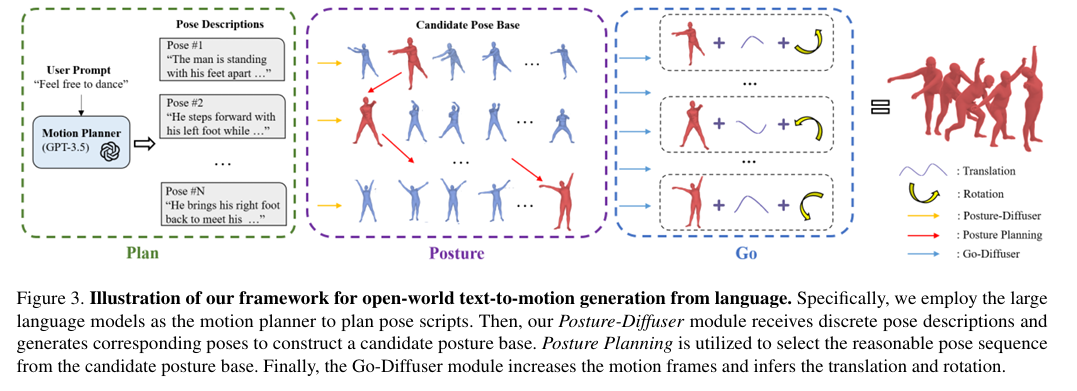 Pose Descriptions
Candidate Pose Base
User Prompt
“Feel free to dance”
Motion Planner
(GPT-3.5)
Pose #1
“The man is standing
with his feet apart …”
Pose #2
“He steps forward with
his left foot while …”
...
Pose #N
“He brings his right foot
back to meet his …”
...
...
...
...
+ +
...
+ +
...
+ +
: Translation
: Rotation
: Posture-Diffuser
: Posture Planning
: Go-Diffuser
Plan
Posture
Go
Figure 3. Illustration of our framework for open-world text-to-motion generation from language. Specifically, we employ the large
language models as the motion planner to plan pose scripts. Then, our Posture-Diffuser module receives discrete pose descriptions and
generates corresponding poses to construct a candidate posture base. Posture Planning is utilized to select the reasonable pose sequence
from the candidate posture base. Finally, the Go-Diffuser module increases the motion frames and infers the translation and rotation.